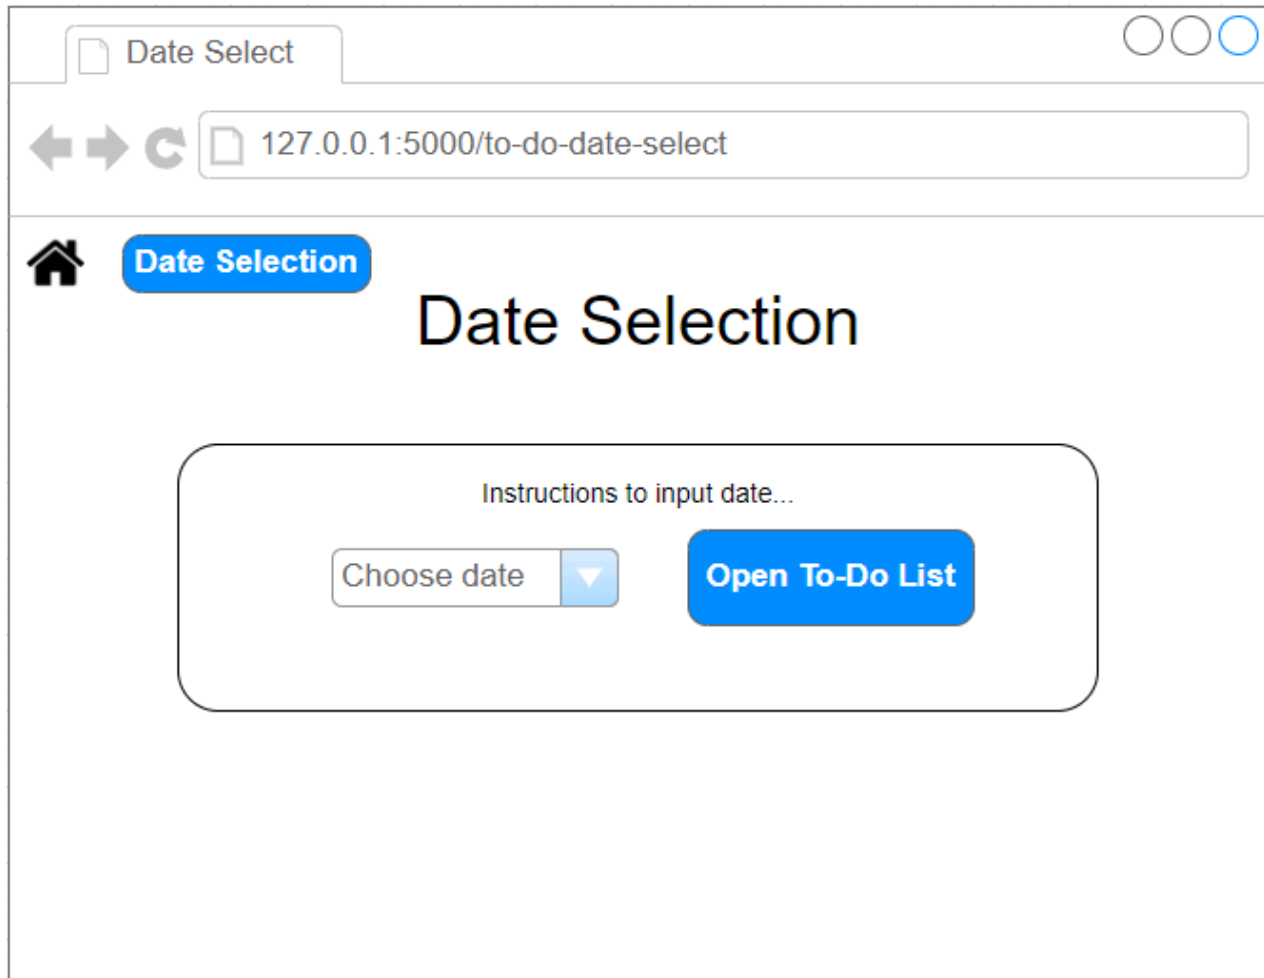 Date Select
127.0.0.1:5000/to-do-date-select
Date Selection
Date Selection
Instructions to input date...
Choose date
Open To-Do List